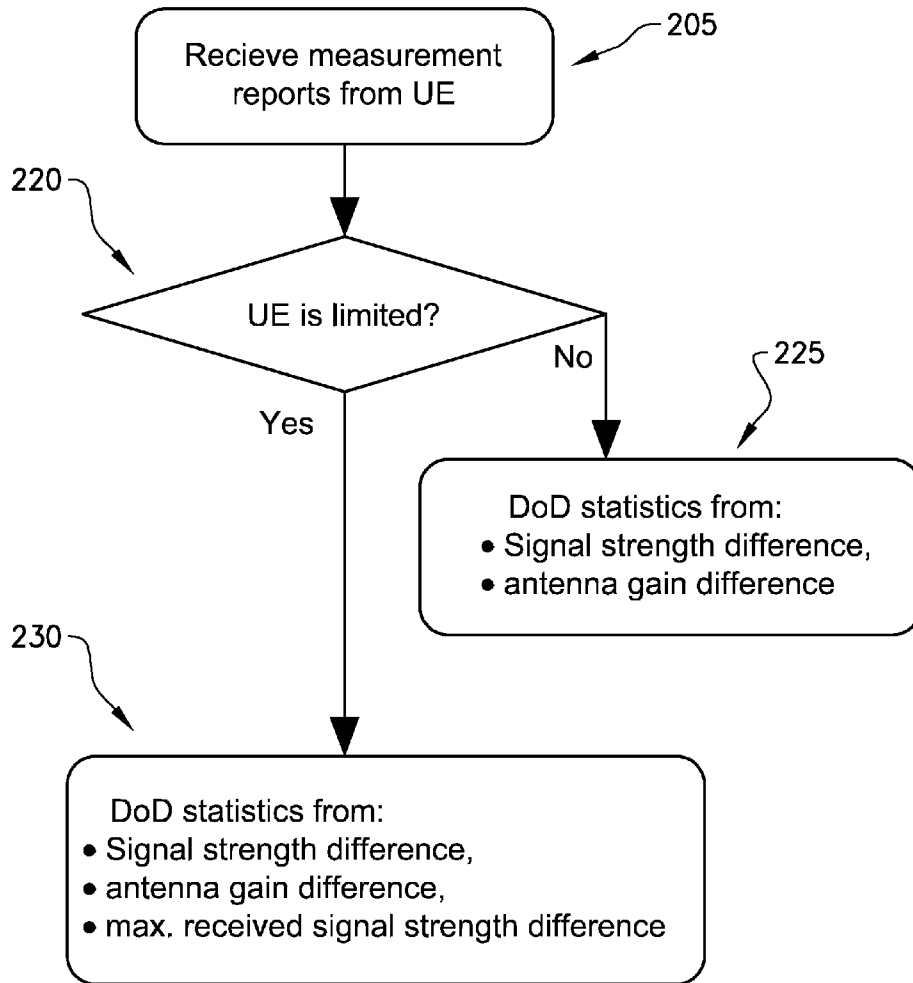 205
Recieve measurement
reports from UE
220
UE is limited?
No
Yes
225
DoD statistics from:
• Signal strength difference,
• antenna gain difference
230
DoD statistics from:
• Signal strength difference,
• antenna gain difference,
• max. received signal strength difference